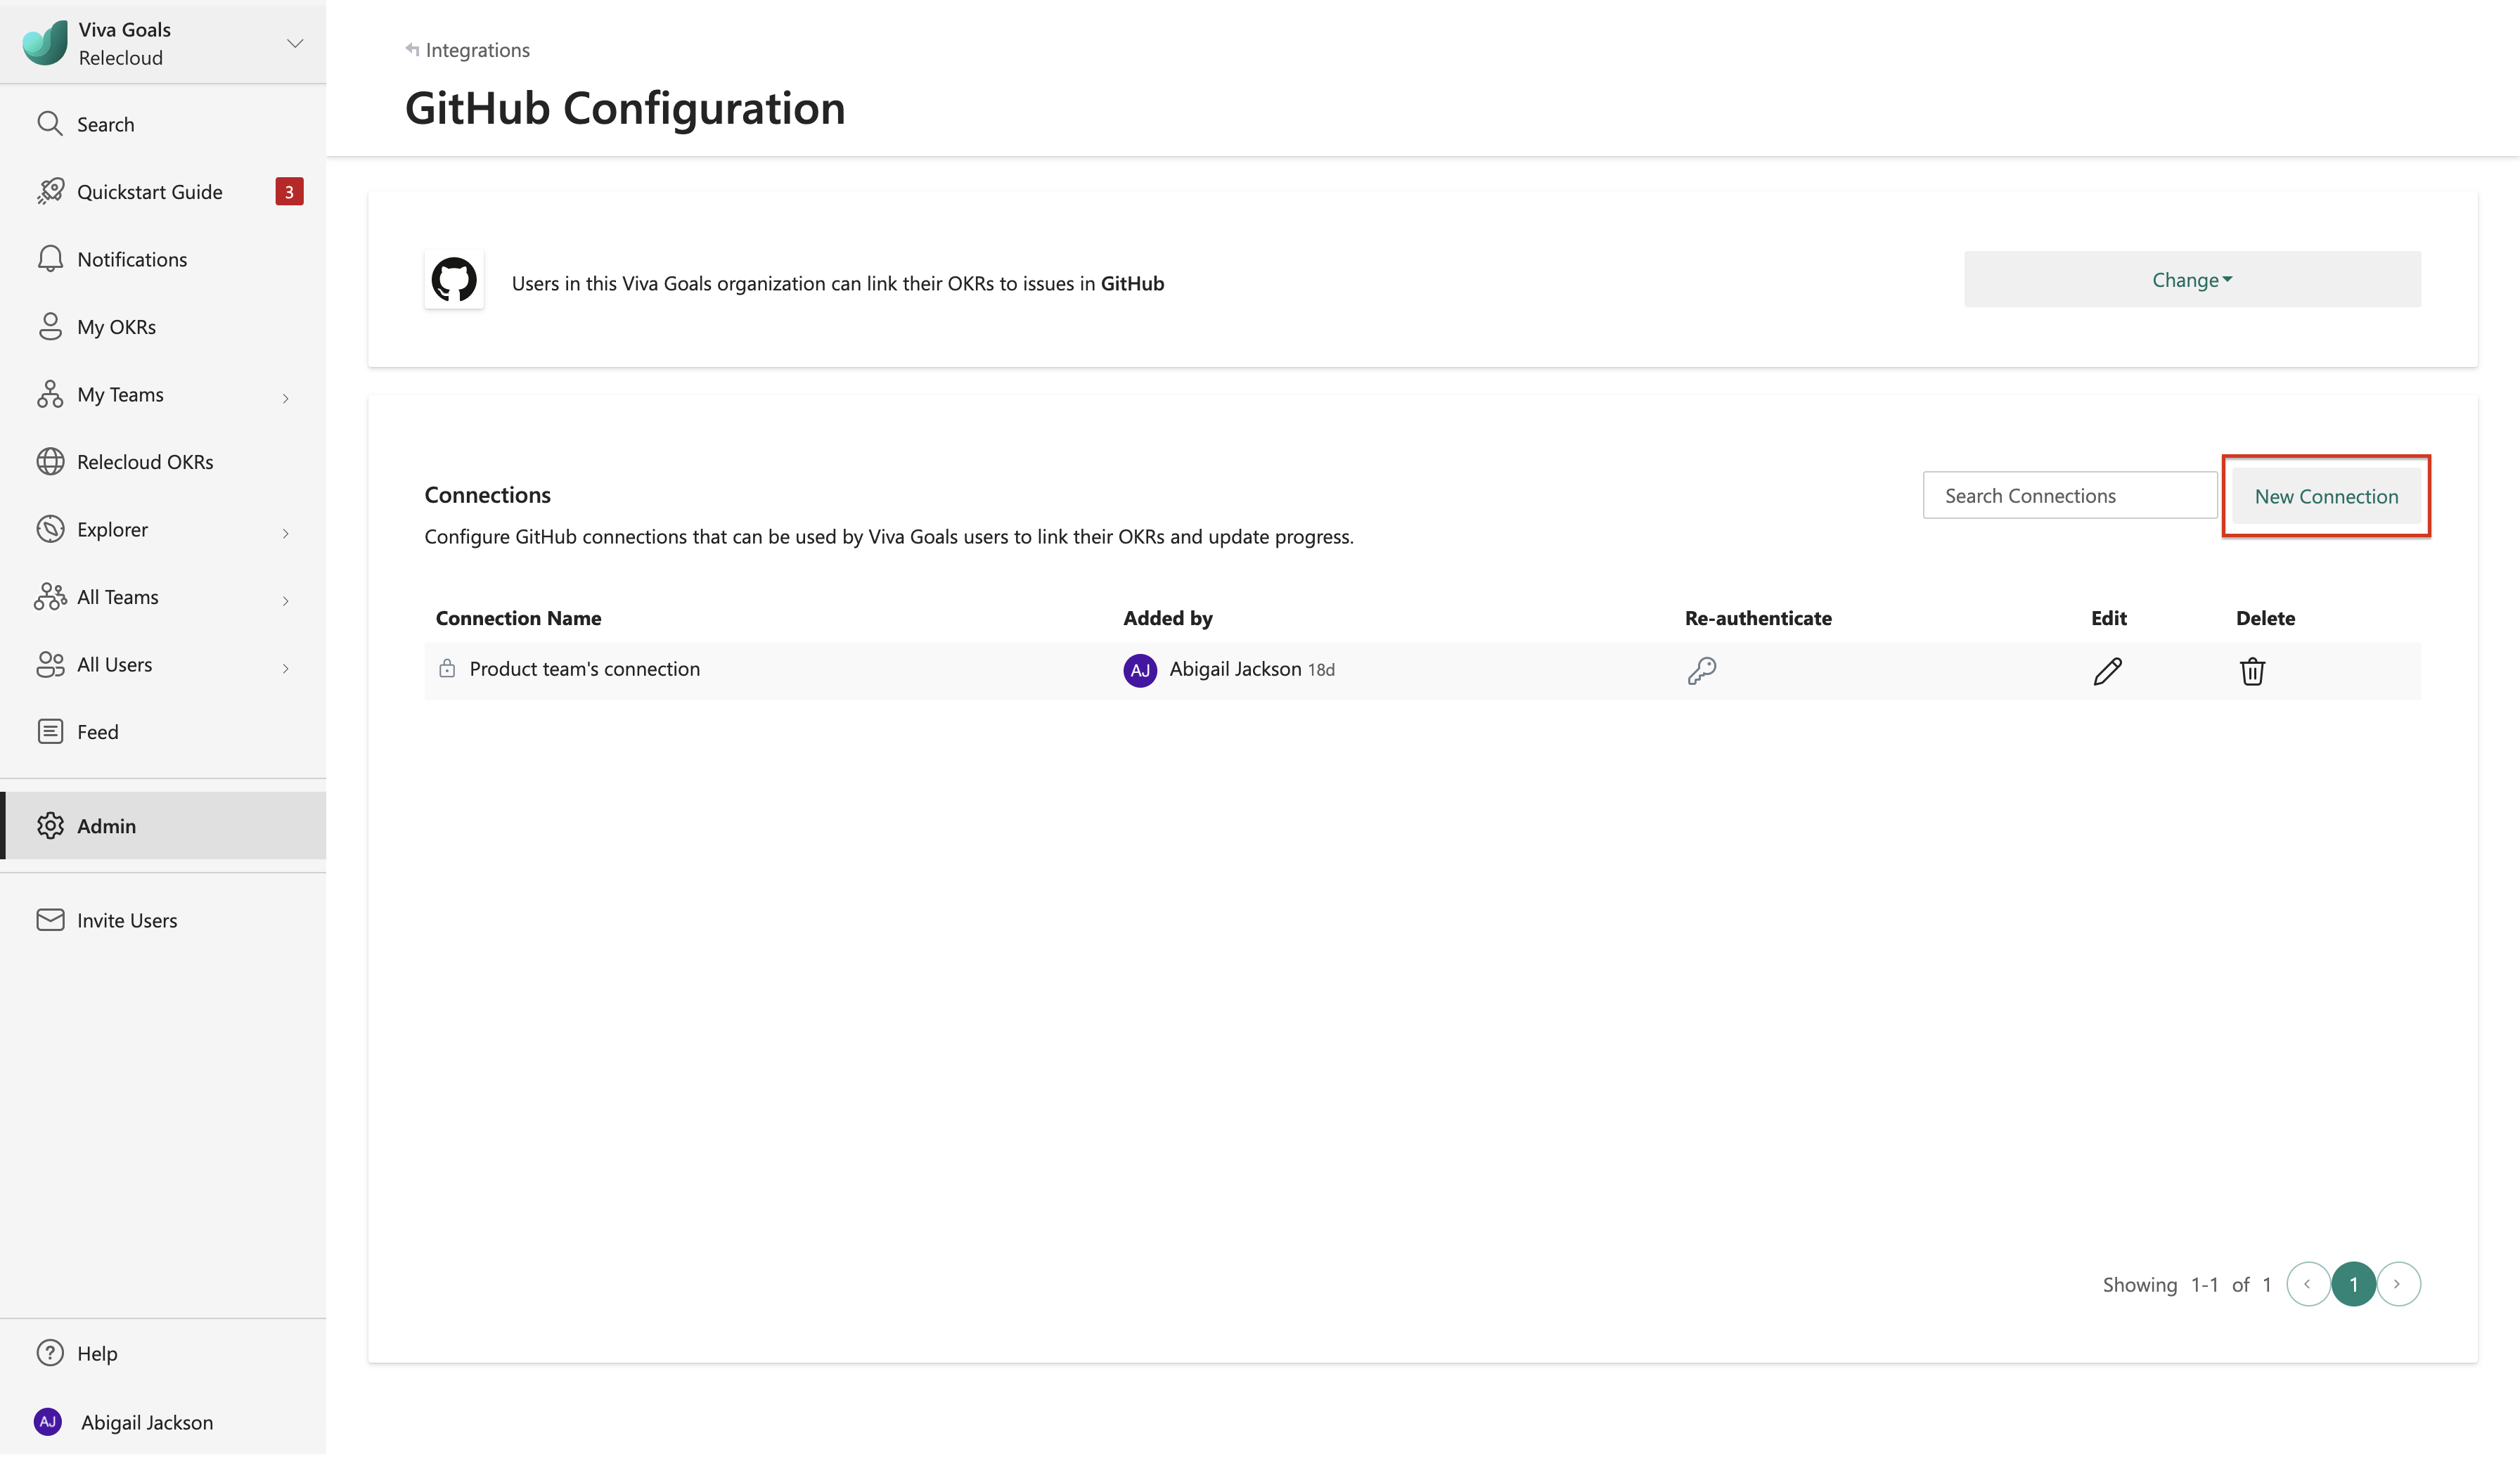 Viva Goals
Relecloud
Search
Quickstart Guide 3
Notifications
My OKRs
My Teams
Relecloud OKRs
Explorer
All Teams
All Users
Feed
Admin
Invite Users
Help
AJ Abigail Jackson
Integrations
GitHub Configuration
Users in this Viva Goals organization can link their OKRs to issues in GitHub
Change
Connections
Search Connections
New Connection
Configure GitHub connections that can be used by Viva Goals users to link their OKRs and update progress.
Connection Name Added by Re-authenticate Edit Delete
Product team's connection AJ Abigail Jackson 18d
Showing 1-1 of 1 1